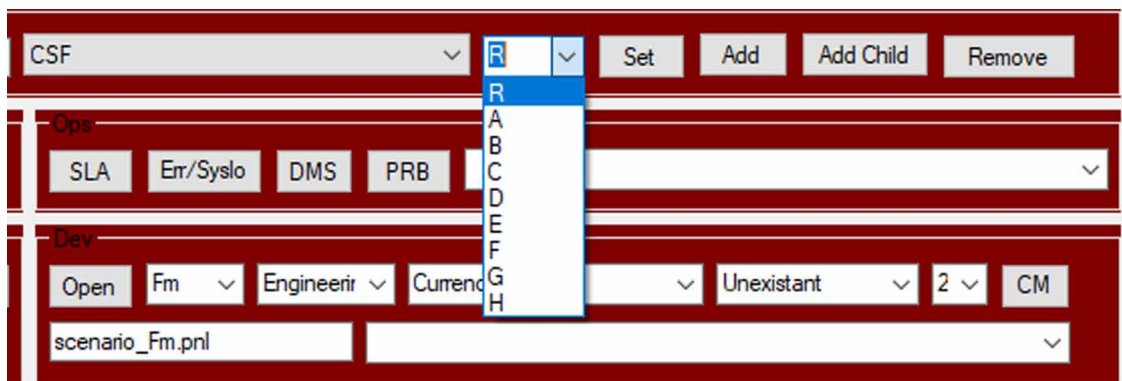 CSF R Set Add Add Child Remove
R
A
Ops
B
SLA Err/Syslo DMS PRB C
D
E
Dev
F
Open Fm Engineerir Currenc G Unexistant 2 CM
H
scenario_Fm.pnl